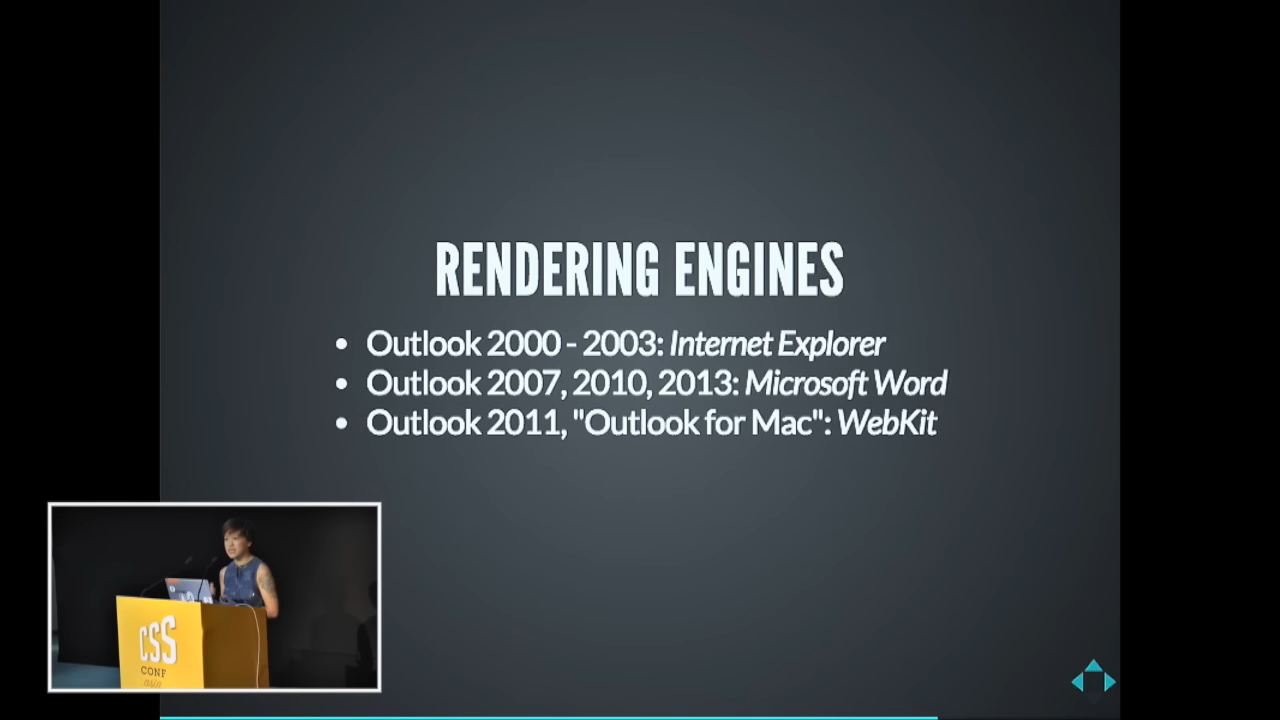 RENDERING ENGINES
Outlook 2000 - 2003: Internet Explorer
Outlook 2007, 2010, 2013: Microsoft Word
Outlook 2011, "Outlook for Mac": WebKit
CSS
CONF
asia